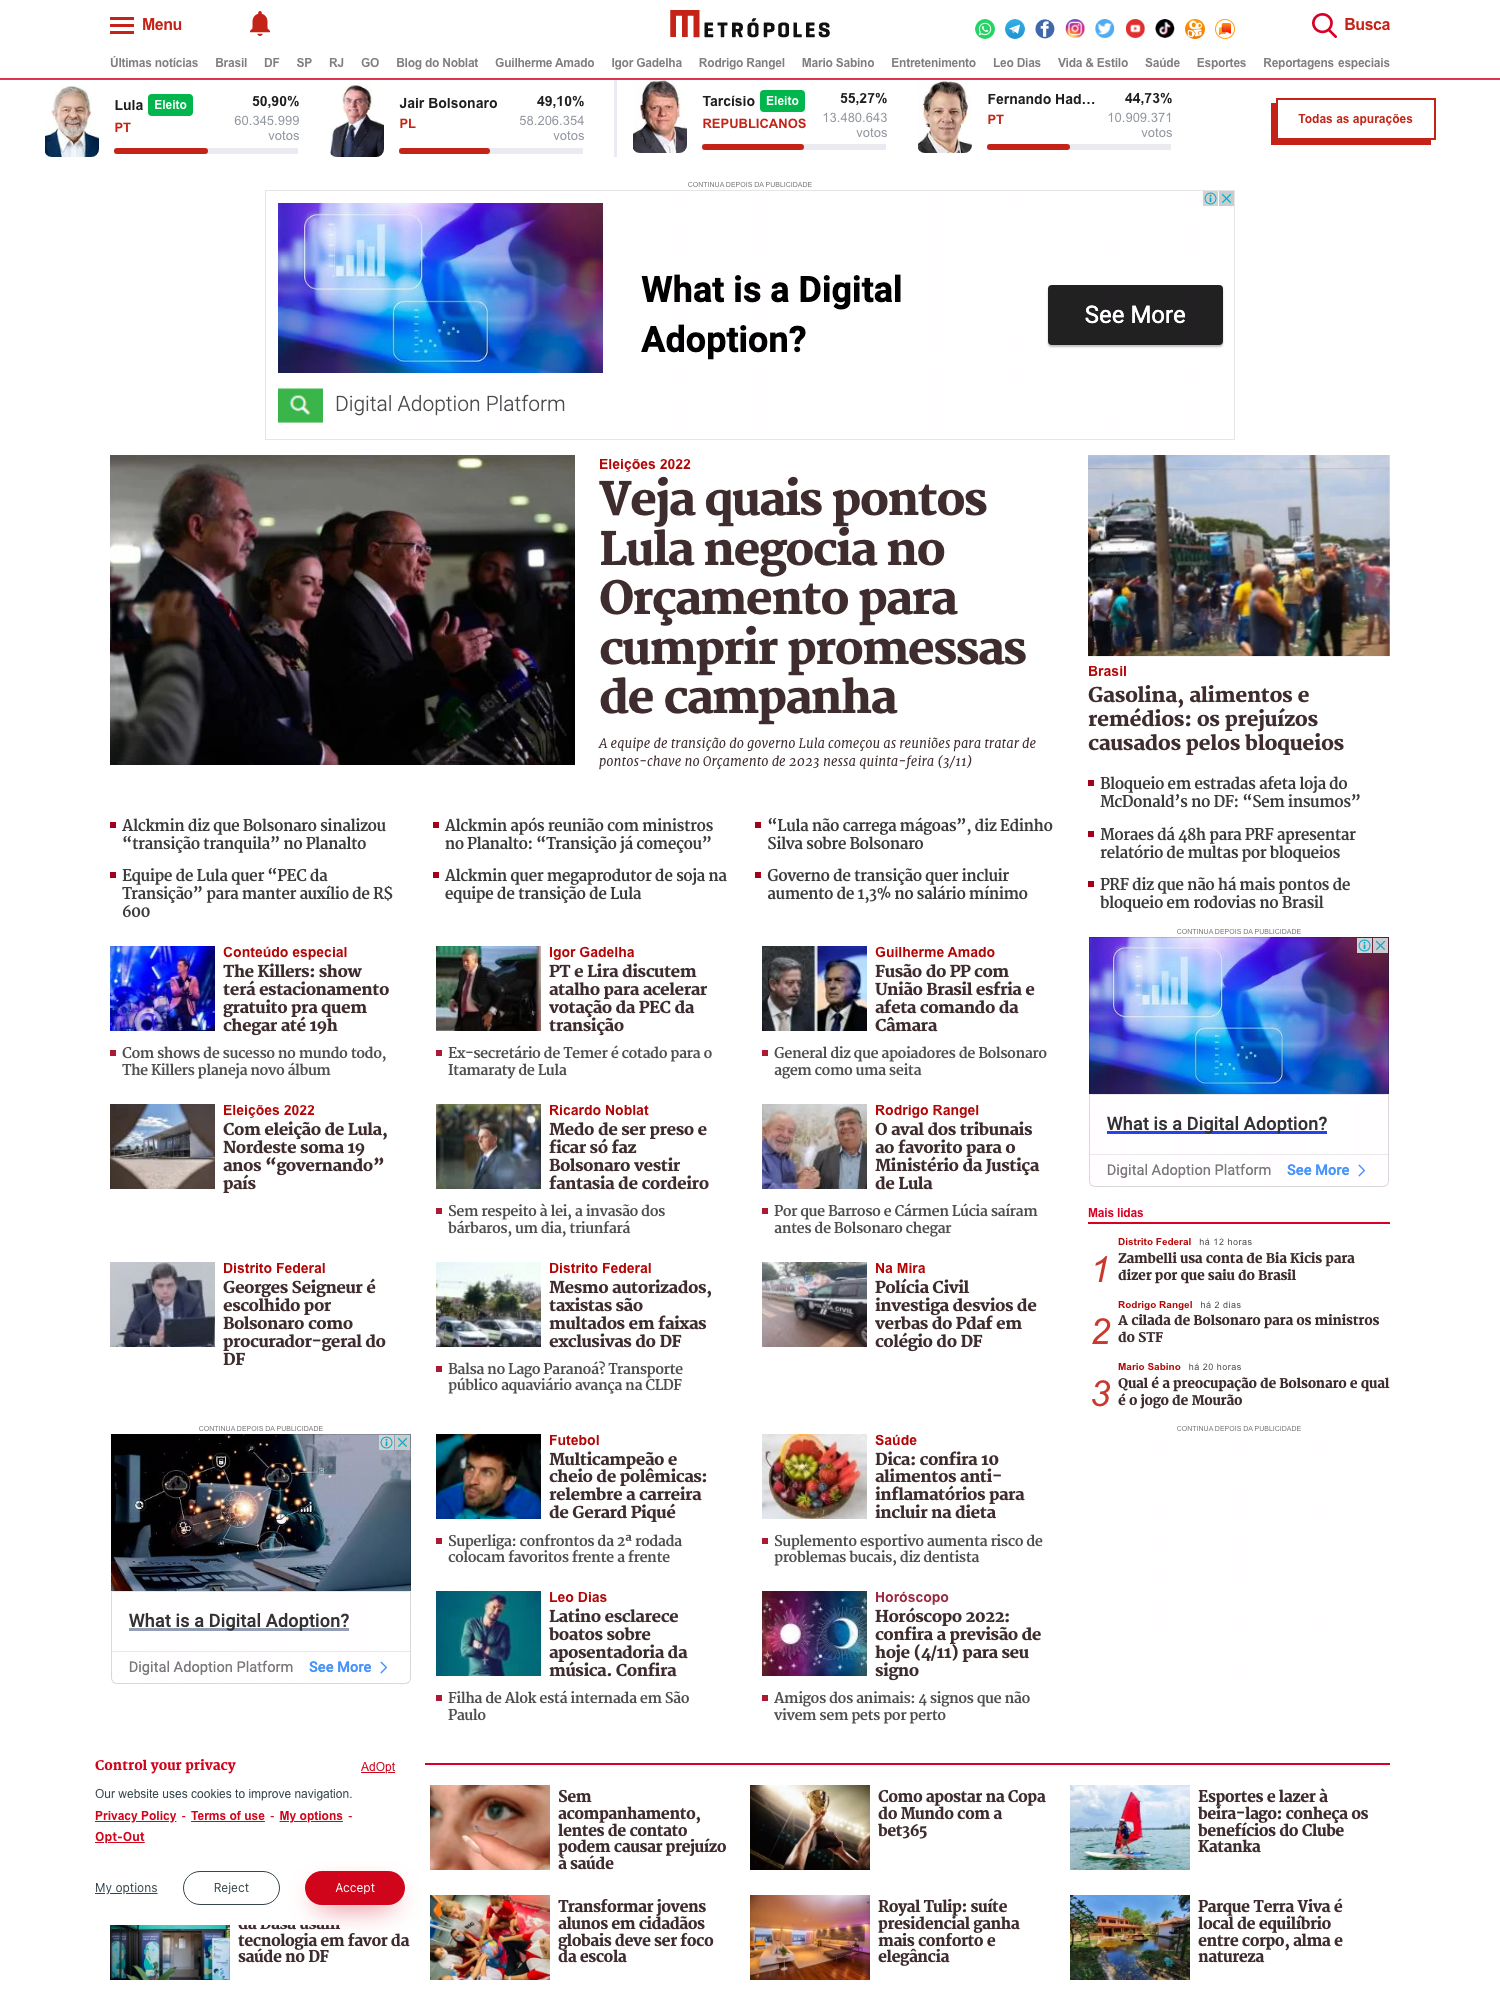 Menu
METRÓPOLES
Busca
Últimas notícias Brasil DF SP RJ GO Blog do Noblat Guilherme Amado Igor Gadelha Rodrigo Rangel Mario Sabino Entretenimento Leo Dias Vida & Estilo Saúde Esportes Reportagens especiais
Lula Eleito 50,90%
PT 60.345.999
votos
Jair Bolsonaro 49,10%
PL 58.206.354
votos
Tarcísio Eleito 55,27%
REPUBLICANOS 13.480.643
votos
Fernando Had... 44,73%
PT 10.909.371
votos
Todas as apurações
CONTINUA DEPOIS DA PUBLICIDADE
What is a Digital
Adoption?
See More
Digital Adoption Platform
Eleições 2022
Veja quais pontos
Lula negocia no
Orçamento para
cumprir promessas
de campanha
A equipe de transição do governo Lula começou as reuniões para tratar de
pontos-chave no Orçamento de 2023 nessa quinta-feira (3/11)
Brasil
Gasolina, alimentos e
remédios: os prejuízos
causados pelos bloqueios
Bloqueio em estradas afeta loja do
McDonald's no DF: “Sem insumos”
Moraes dá 48h para PRF apresentar
relatório de multas por bloqueios
PRF diz que não há mais pontos de
bloqueio em rodovias no Brasil
Alckmin diz que Bolsonaro sinalizou
“transição tranquila” no Planalto
Alckmin após reunião com ministros
no Planalto: “Transição já começou”
“Lula não carrega mágoas”, diz Edinho
Silva sobre Bolsonaro
Equipe de Lula quer “PEC da
Transição” para manter auxílio de R$
600
Alckmin quer megaprodutor de soja na
equipe de transição de Lula
Governo de transição quer incluir
aumento de 1,3% no salário mínimo
Conteúdo especial
The Killers: show
terá estacionamento
gratuito pra quem
chegar até 19h
Com shows de sucesso no mundo todo,
The Killers planeja novo álbum
Igor Gadelha
PT e Lira discutem
atalho para acelerar
votação da PEC da
transição
Ex-secretário de Temer é cotado para o
Itamaraty de Lula
Guilherme Amado
Fusão do PP com
União Brasil esfria e
afeta comando da
Câmara
General diz que apoiadores de Bolsonaro
agem como uma seita
CONTINUA DEPOIS DA PUBLICIDADE
What is a Digital Adoption?
Digital Adoption Platform See More
Eleições 2022
Com eleição de Lula,
Nordeste soma 19
anos “governando”
país
Ricardo Noblat
Medo de ser preso e
ficar só faz
Bolsonaro vestir
fantasia de cordeiro
Sem respeito à lei, a invasão dos
bárbaros, um dia, triunfará
Rodrigo Rangel
O aval dos tribunais
ao favorito para o
Ministério da Justiça
de Lula
Por que Barroso e Cármen Lúcia saíram
antes de Bolsonaro chegar
Mais lidas
1
Distrito Federal há 12 horas
Zambelli usa conta de Bia Kicis para
dizer por que saiu do Brasil
2
Rodrigo Rangel há 2 dias
A cilada de Bolsonaro para os ministros
do STF
3
Mario Sabino há 20 horas
Qual é a preocupação de Bolsonaro e qual
é o jogo de Mourão
CONTINUA DEPOIS DA PUBLICIDADE
Distrito Federal
Georges Seigneur é
escolhido por
Bolsonaro como
procurador-geral do
DF
Distrito Federal
Mesmo autorizados,
taxistas são
multados em faixas
exclusivas do DF
Balsa no Lago Paranoá? Transporte
público aquaviário avança na CLDF
Na Mira
Polícia Civil
investiga desvios de
verbas do Pdaf em
colégio do DF
CONTINUA DEPOIS DA PUBLICIDADE
What is a Digital Adoption?
Digital Adoption Platform See More
Futebol
Multicampeão e
cheio de polêmicas:
relembre a carreira
de Gerard Piqué
Superliga: confrontos da 2ª rodada
colocam favoritos frente a frente
Saúde
Dica: confira 10
alimentos anti-
inflamatórios para
incluir na dieta
Suplemento esportivo aumenta risco de
problemas bucais, diz dentista
Leo Dias
Latino esclarece
boatos sobre
aposentadoria da
música. Confira
Filha de Alok está internada em São
Paulo
Horóscopo
Horóscopo 2022:
confira a previsão de
hoje (4/11) para seu
signo
Amigos dos animais: 4 signos que não
vivem sem pets por perto
Control your privacy AdOpt
Our website uses cookies to improve navigation.
Privacy Policy - Terms of use - My options -
Opt-Out
My options Reject Accept
Sem
acompanhamento,
lentes de contato
podem causar prejuízo
à saúde
Como apostar na Copa
do Mundo com a
bet365
Esportes e lazer à
beira-lago: conheça os
benefícios do Clube
Katanka
da Dasa usam
tecnologia em favor da
saúde no DF
Transformar jovens
alunos em cidadãos
globais deve ser foco
da escola
Royal Tulip: suíte
presidencial ganha
mais conforto e
elegância
Parque Terra Viva é
local de equilíbrio
entre corpo, alma e
natureza